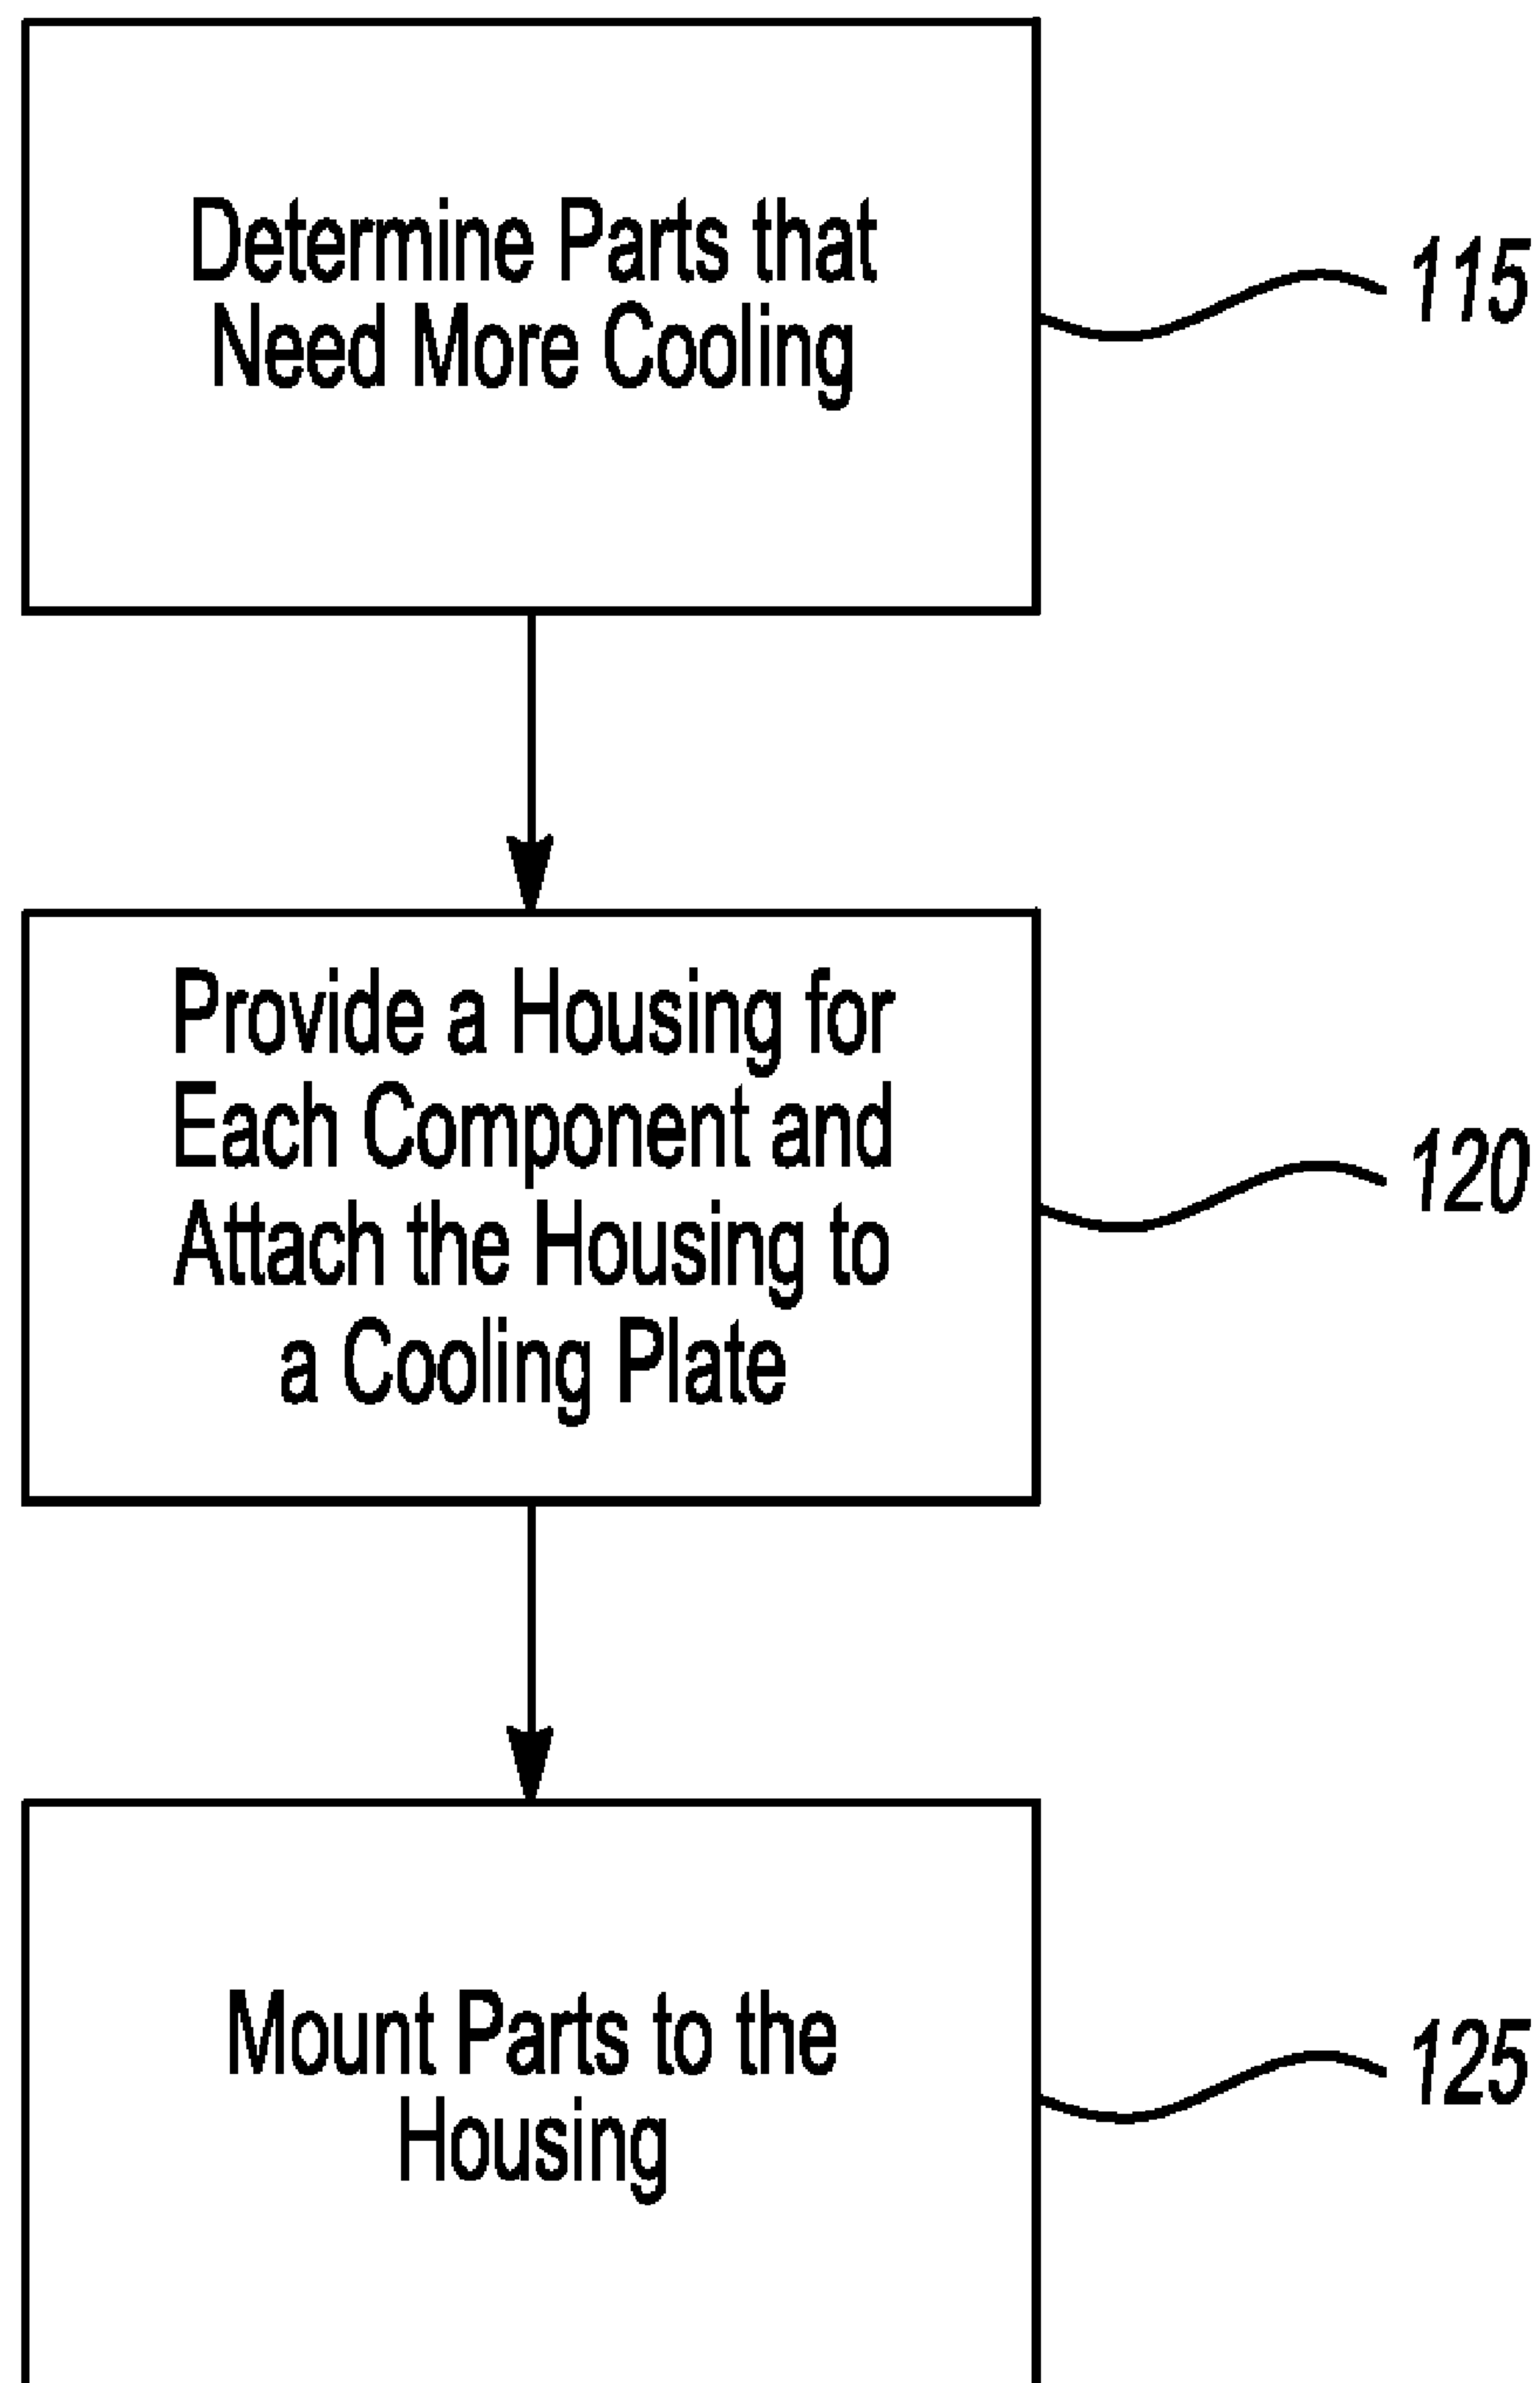 Determine Parts that
Need More Cooling
115
Provide a Housing for
Each Component and
Attach the Housing to
a Cooling Plate
120
Mount Parts to the
Housing
125